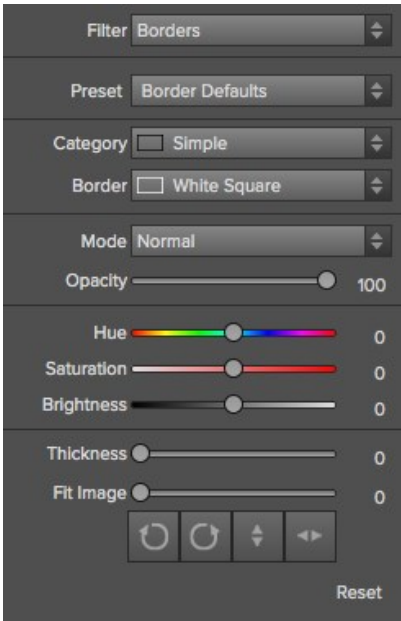 Filter Borders
Preset Border Defaults
Category Simple
Border White Square
Mode Normal
Opacity 100
Hue 0
Saturation 0
Brightness 0
Thickness 0
Fit Image 0
Reset